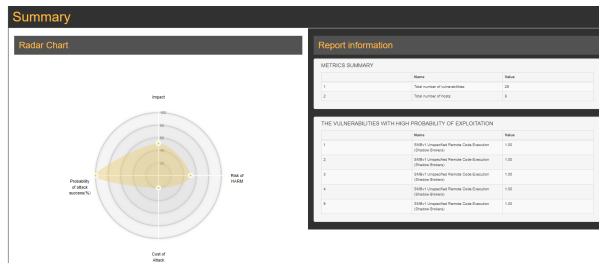 Summary
Radar Chart
Impact
100
80
60
Probability
of attack
success(%)
Risk of
HARM
Cost of
Attack
Report information
METRICS SUMMARY
Name Value
1 Total number of vulnerabilities
2 Total number of hosts
THE VULNERABILITIES WITH HIGH PROBABILITY OF EXPLOITATION
Name Value
1 SMBv1 Unspecified Remote Code Execution 1.00
(Shadow Brokers)
2 SMBv1 Unspecified Remote Code Execution 1.00
(Shadow Brokers)
3 SMBv1 Unspecified Remote Code Execution 1.00
(Shadow Brokers)
4 SMBv1 Unspecified Remote Code Execution 1.00
(Shadow Brokers)
5 SMBv1 Unspecified Remote Code Execution 1.00
(Shadow Brokers)